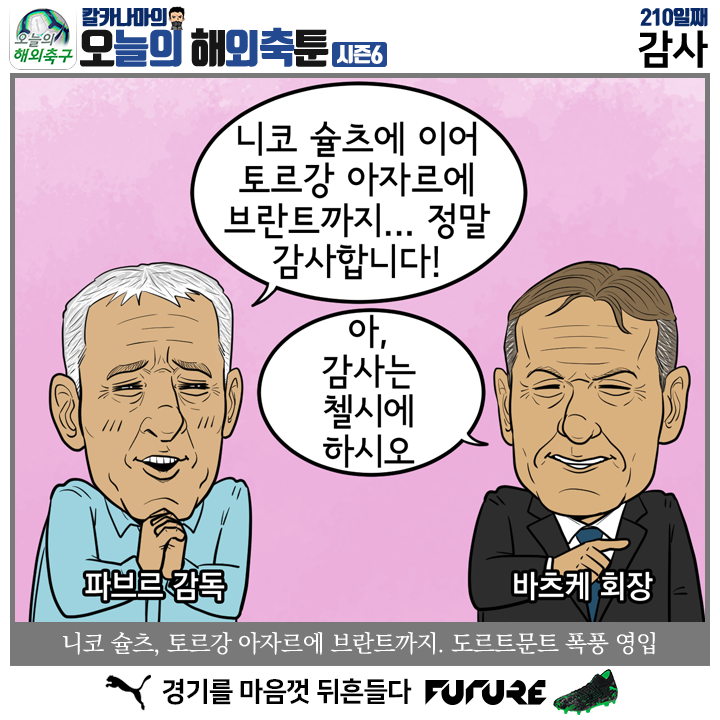 오늘의
해외축구
칼카나마의
오늘의 해외축툰
시즌6
210일째
감사
니코 슐츠에 이어
토르강 아자르에
브란트까지... 정말
감사합니다!
아,
감사는
첼시에
하시오
파브르 감독
바츠케 회장
니코 슐츠, 토르강 아자르에 브란트까지. 도르트문트 폭풍 영입
경기를 마음껏 뒤흔들다 FUTURE